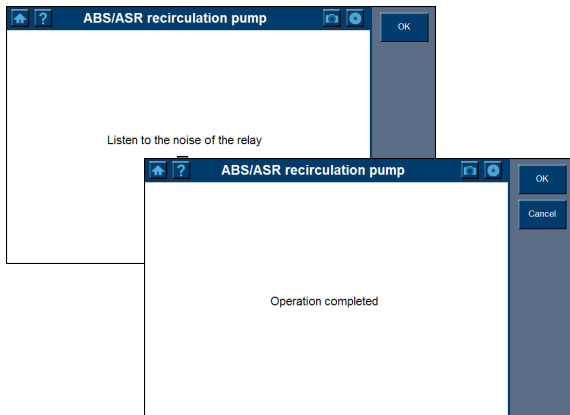 ? ABS/ASR recirculation pump
OK
Listen to the noise of the relay
? ABS/ASR recirculation pump
OK
Cancel
Operation completed